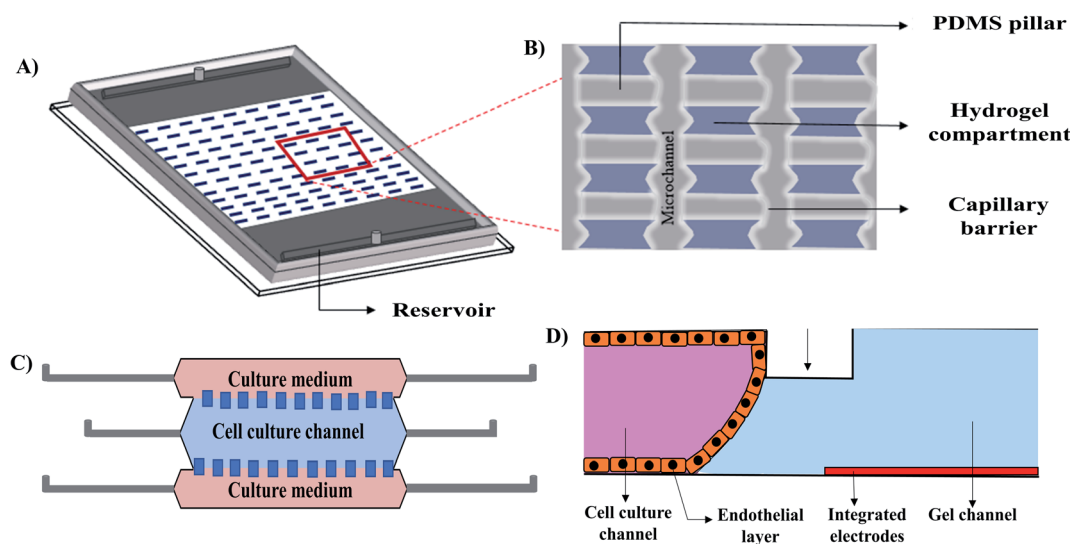 A)
Reservoir
B)
Microchannel
PDMS pillar
Hydrogel
compartment
Capillary
barrier
C)
Culture medium
Cell culture channel
Culture medium
D)
Cell culture
channel
Endothelial
layer
Integrated
electrodes
Gel channel